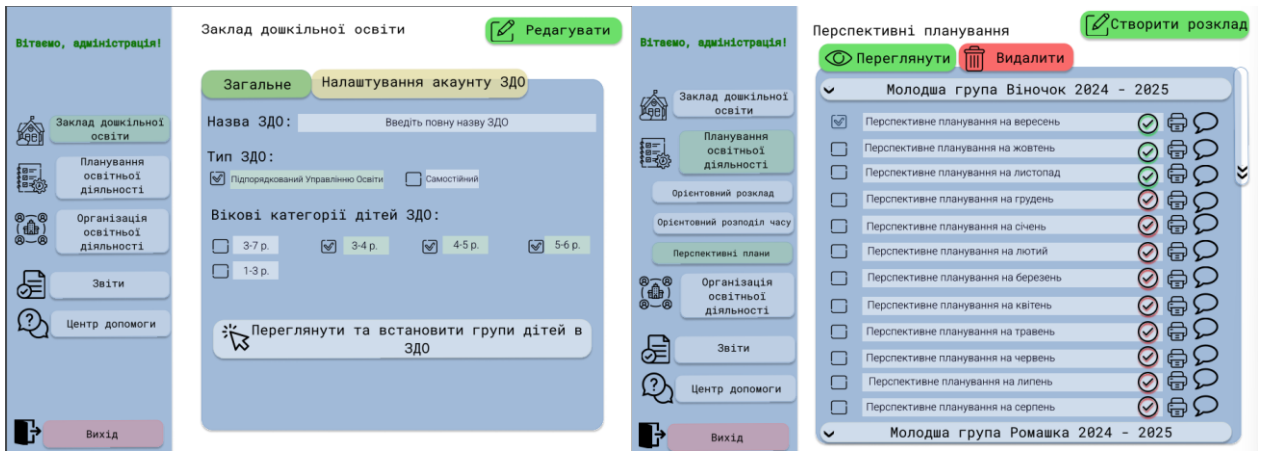 Вітаємо, адміністрація!
Заклад дошкільної
освіти
Планування
освітньої
діяльності
Організація
освітньої
діяльності
Звіти
Центр допомоги
Вихід
Заклад дошкільної освіти
Редагувати
Загальне
Налаштування акаунту ЗДО
Назва ЗДО:
Введіть повну назву ЗДО
Тип ЗДО:
Підпорядкований Управлінню Освіти
Самостійний
Вікові категорії дітей ЗДО:
3-7 р.
3-4 р.
4-5 р.
5-6 р.
1-3 р.
Переглянути та встановити групи дітей в
ЗДО
Вітаємо, адміністрація!
Заклад дошкільної
освіти
Планування
освітньої
діяльності
Орієнтовний розклад
Орієнтовний розподіл часу
Перспективні плани
Організація
освітньої
діяльності
Звіти
Центр допомоги
Вихід
Перспективні планування
Створити розклад
Переглянути
Видалити
Молодша група Віночок 2024 - 2025
Перспективне планування на вересень
Перспективне планування на жовтень
Перспективне планування на листопад
Перспективне планування на грудень
Перспективне планування на січень
Перспективне планування на лютий
Перспективне планування на березень
Перспективне планування на квітень
Перспективне планування на травень
Перспективне планування на червень
Перспективне планування на липень
Перспективне планування на серпень
Молодша група Ромашка 2024 - 2025